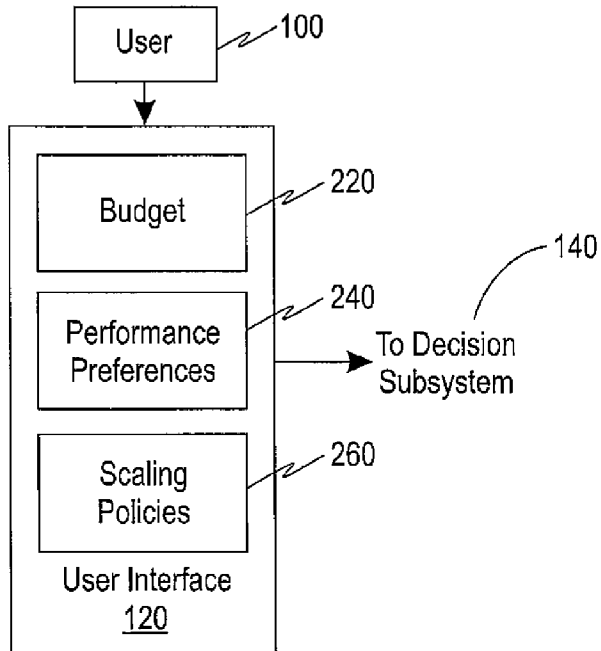 User
100
Budget
220
140
Performance
Preferences
240
To Decision
Subsystem
Scaling
Policies
260
User Interface
120